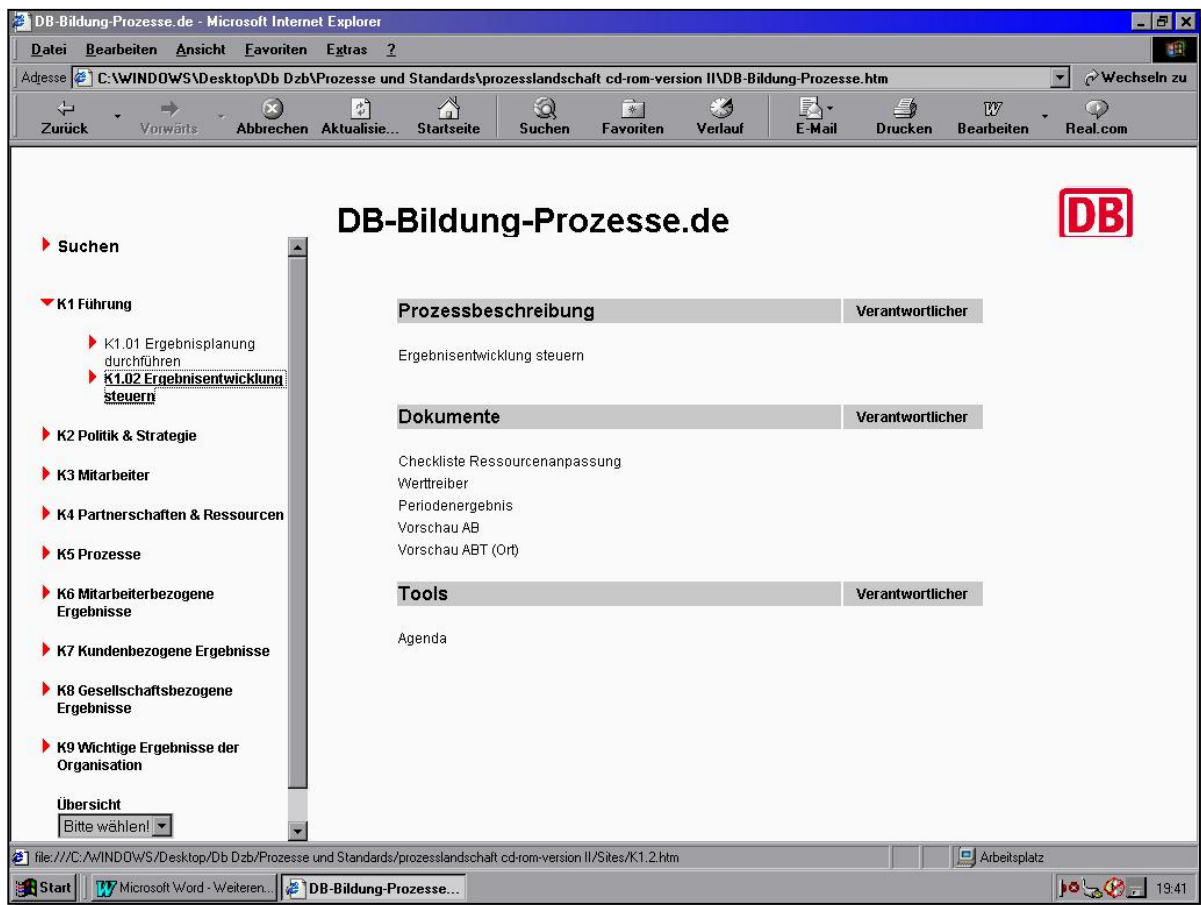 DB-Bildung-Prozesse.de - Microsoft Internet Explorer
Datei Bearbeiten Ansicht Favoriten Extras ?
Adresse C:\WINDOWS\Desktop\Db Dzb\Prozesse und Standards\prozesslandschaft cd-rom-version II\DB-Bildung-Prozesse.htm Wechseln zu
Zurück Vorwärts Abbrechen Aktualisie... Startseite Suchen Favoriten Verlauf E-Mail Drucken Bearbeiten Real.com
DB-Bildung-Prozesse.de
DB
Suchen
K1 Führung
K1.01 Ergebnisplanung
durchführen
K1.02 Ergebnisentwicklung
steuern
K2 Politik & Strategie
K3 Mitarbeiter
K4 Partnerschaften & Ressourcen
K5 Prozesse
K6 Mitarbeiterbezogene
Ergebnisse
K7 Kundenbezogene Ergebnisse
K8 Gesellschaftsbezogene
Ergebnisse
K9 Wichtige Ergebnisse der
Organisation
Übersicht
Bitte wählen!
Prozessbeschreibung Verantwortlicher
Ergebnisentwicklung steuern
Dokumente Verantwortlicher
Checkliste Ressourcenanpassung
Werttreiber
Periodenergebnis
Vorschau AB
Vorschau ABT (Ort)
Tools Verantwortlicher
Agenda
file:///C:/WINDOWS/Desktop/Db Dzb/Prozesse und Standards/prozesslandschaft cd-rom-version II/Sites/K1.2.htm Arbeitsplatz
Start Microsoft Word - Weiteren... DB-Bildung-Prozesse... 19:41